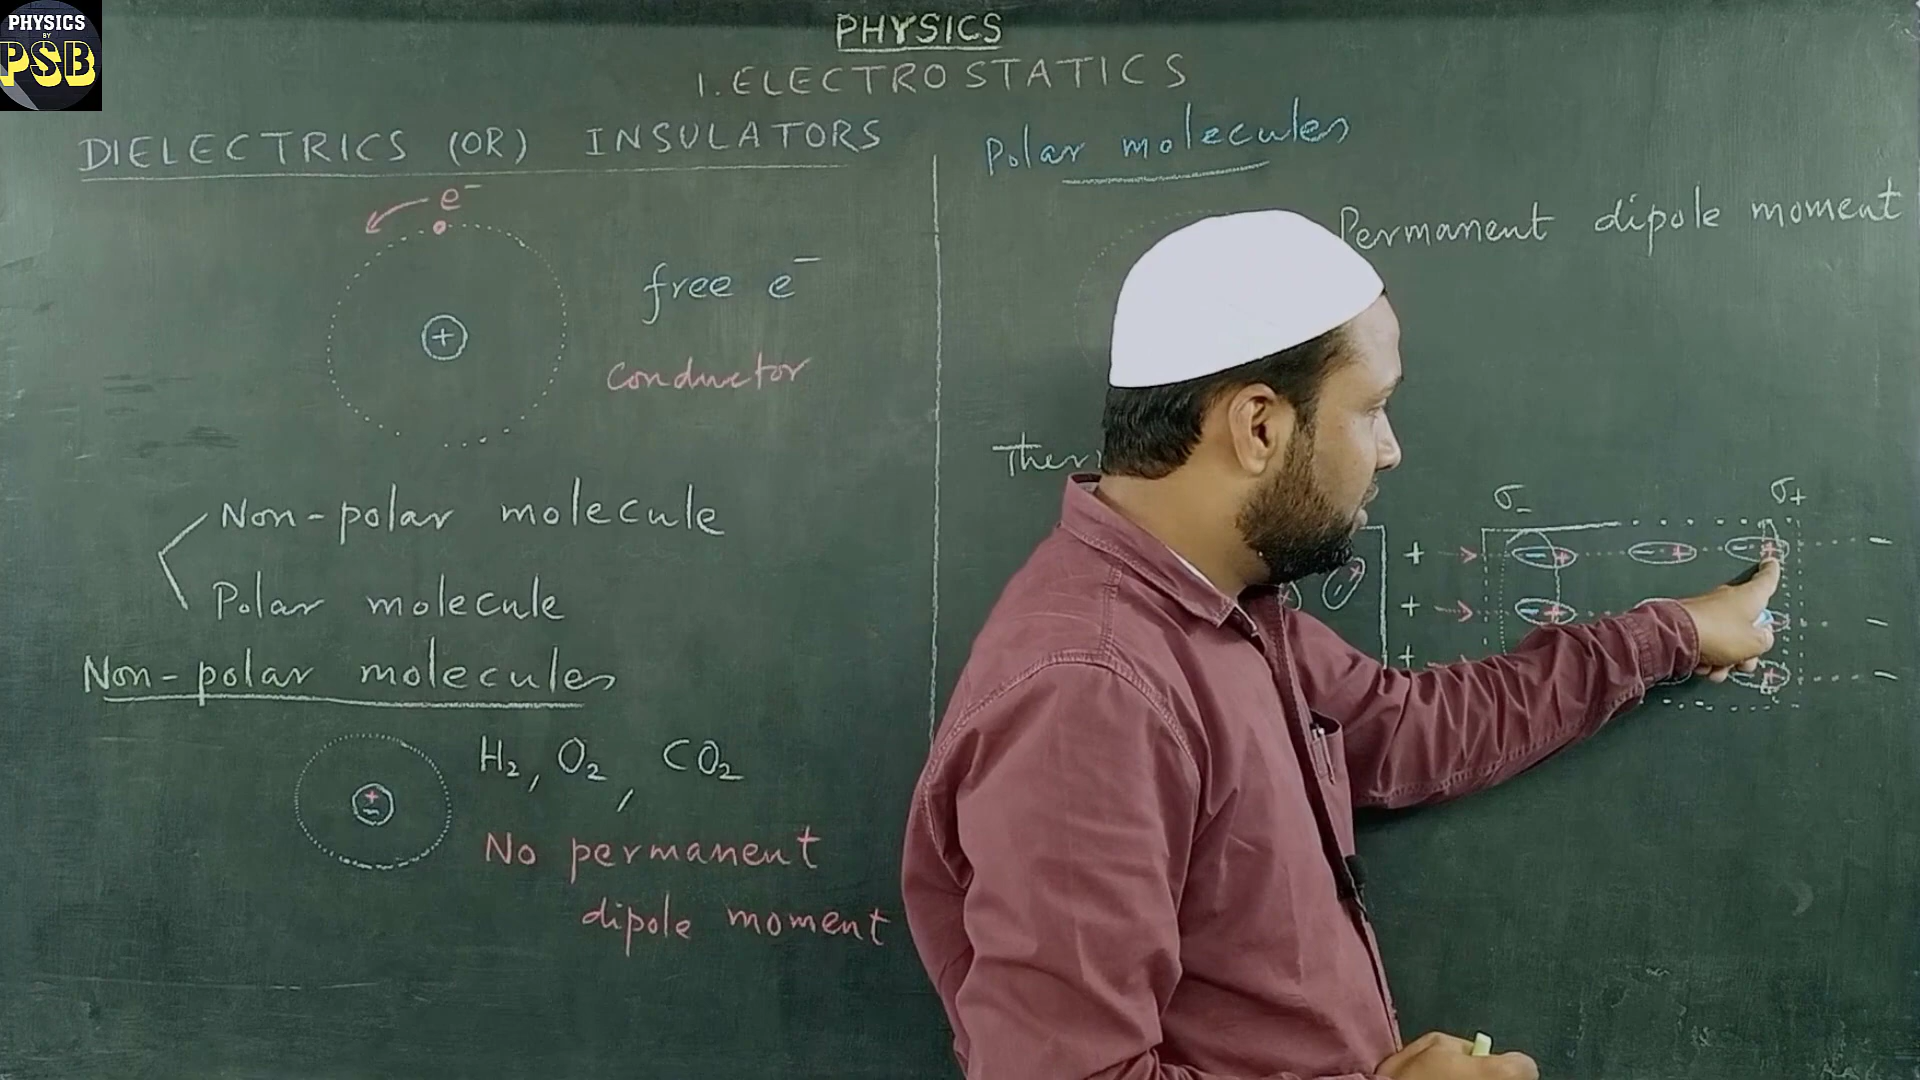 PHYSICS
BY
PSB
PHYSICS
1. ELECTROSTATICS
DIELECTRICS (OR) INSULATORS
e⁻
+
free e⁻
conductor
Non-polar molecule
Polar molecule
Non-polar molecules
+
−
H₂, O₂, CO₂
No permanent
dipole moment
Polar molecules
Permanent dipole moment
σ₋ σ₊
+ − + − + − + −
+ − + −
+ + −